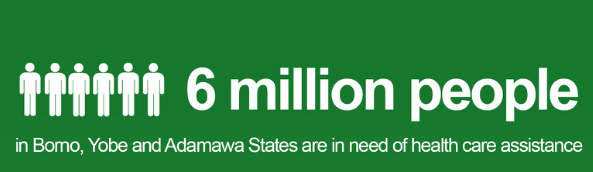 6 million people
in Borno, Yobe and Adamawa States are in need of health care assistance